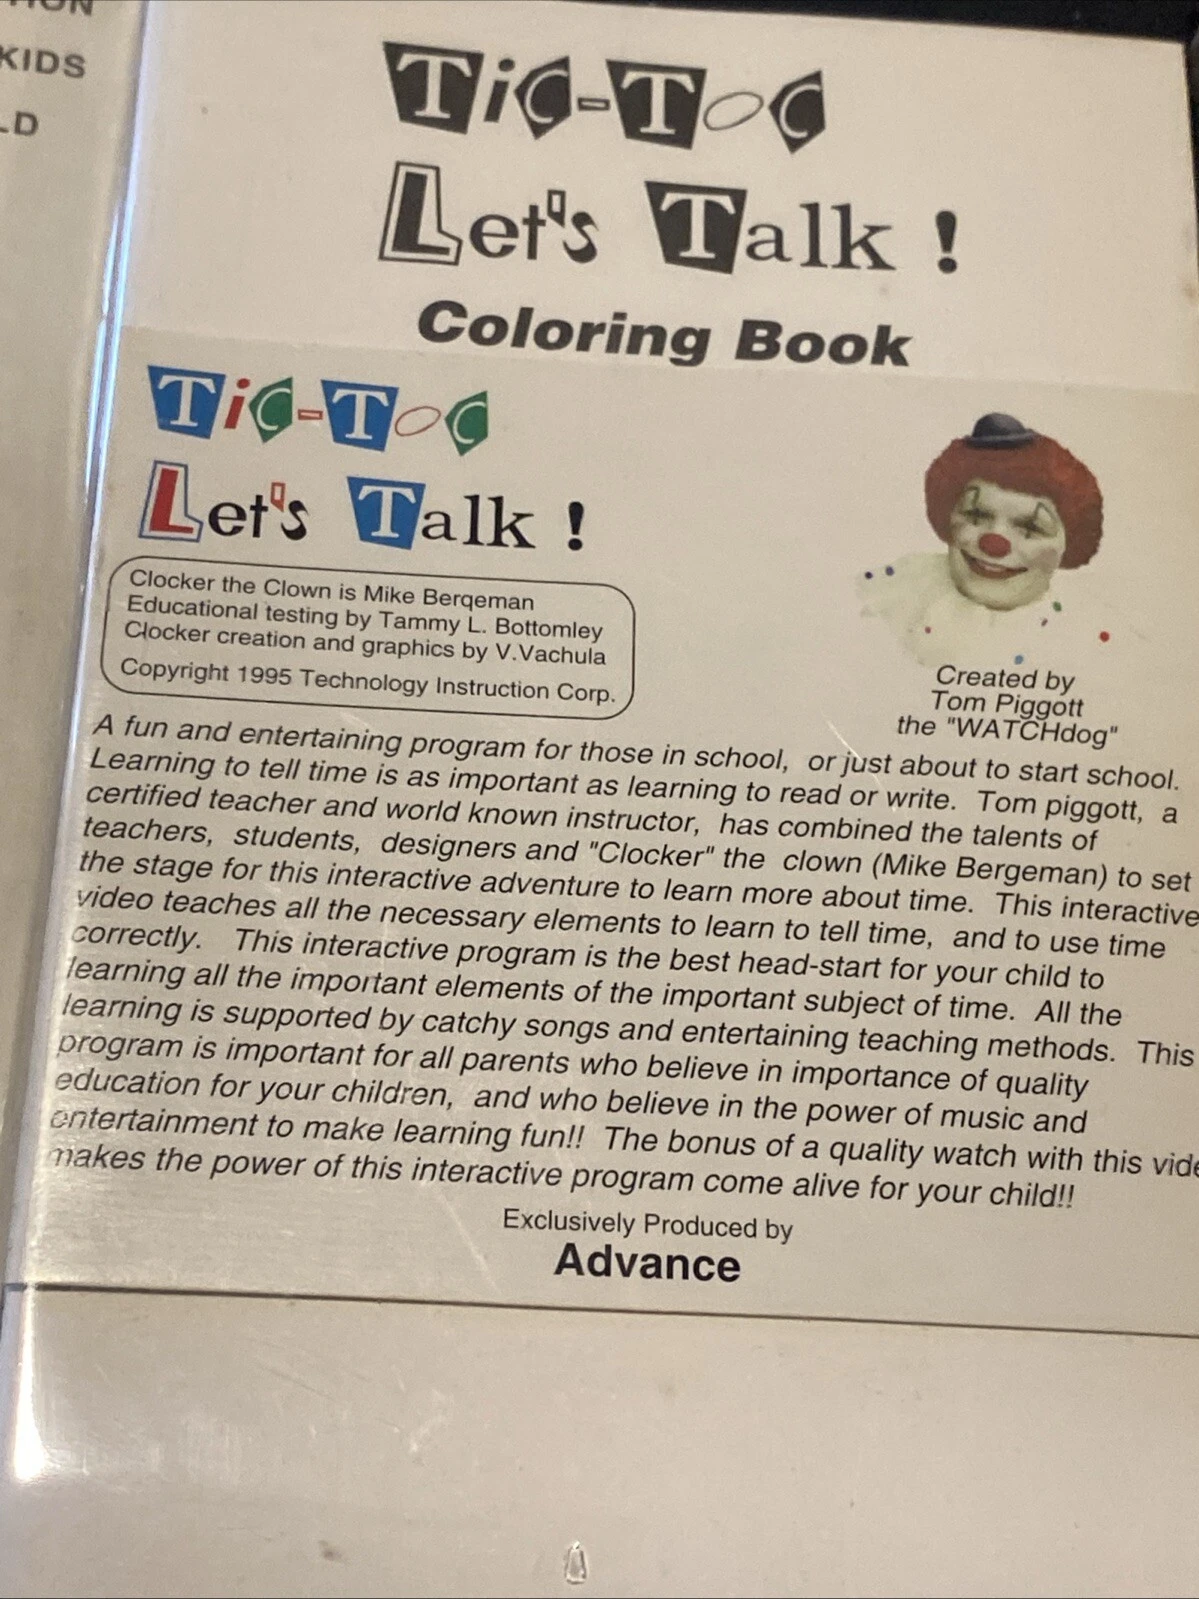 KIDS
Tic-Toc
Let's Talk !
Coloring Book
Tic-Toc
Let's Talk !
Clocker the Clown is Mike Berqeman
Educational testing by Tammy L. Bottomley
Clocker creation and graphics by V.Vachula
Copyright 1995 Technology Instruction Corp.
Created by
Tom Piggott
the "WATCHdog"
A fun and entertaining program for those in school, or just about to start school.
Learning to tell time is as important as learning to read or write. Tom piggott, a
certified teacher and world known instructor, has combined the talents of
teachers, students, designers and "Clocker" the clown (Mike Bergeman) to set
the stage for this interactive adventure to learn more about time. This interactive
video teaches all the necessary elements to learn to tell time, and to use time
correctly. This interactive program is the best head-start for your child to
learning all the important elements of the important subject of time. All the
learning is supported by catchy songs and entertaining teaching methods. This
program is important for all parents who believe in importance of quality
education for your children, and who believe in the power of music and
entertainment to make learning fun!! The bonus of a quality watch with this vide
makes the power of this interactive program come alive for your child!!
Exclusively Produced by
Advance